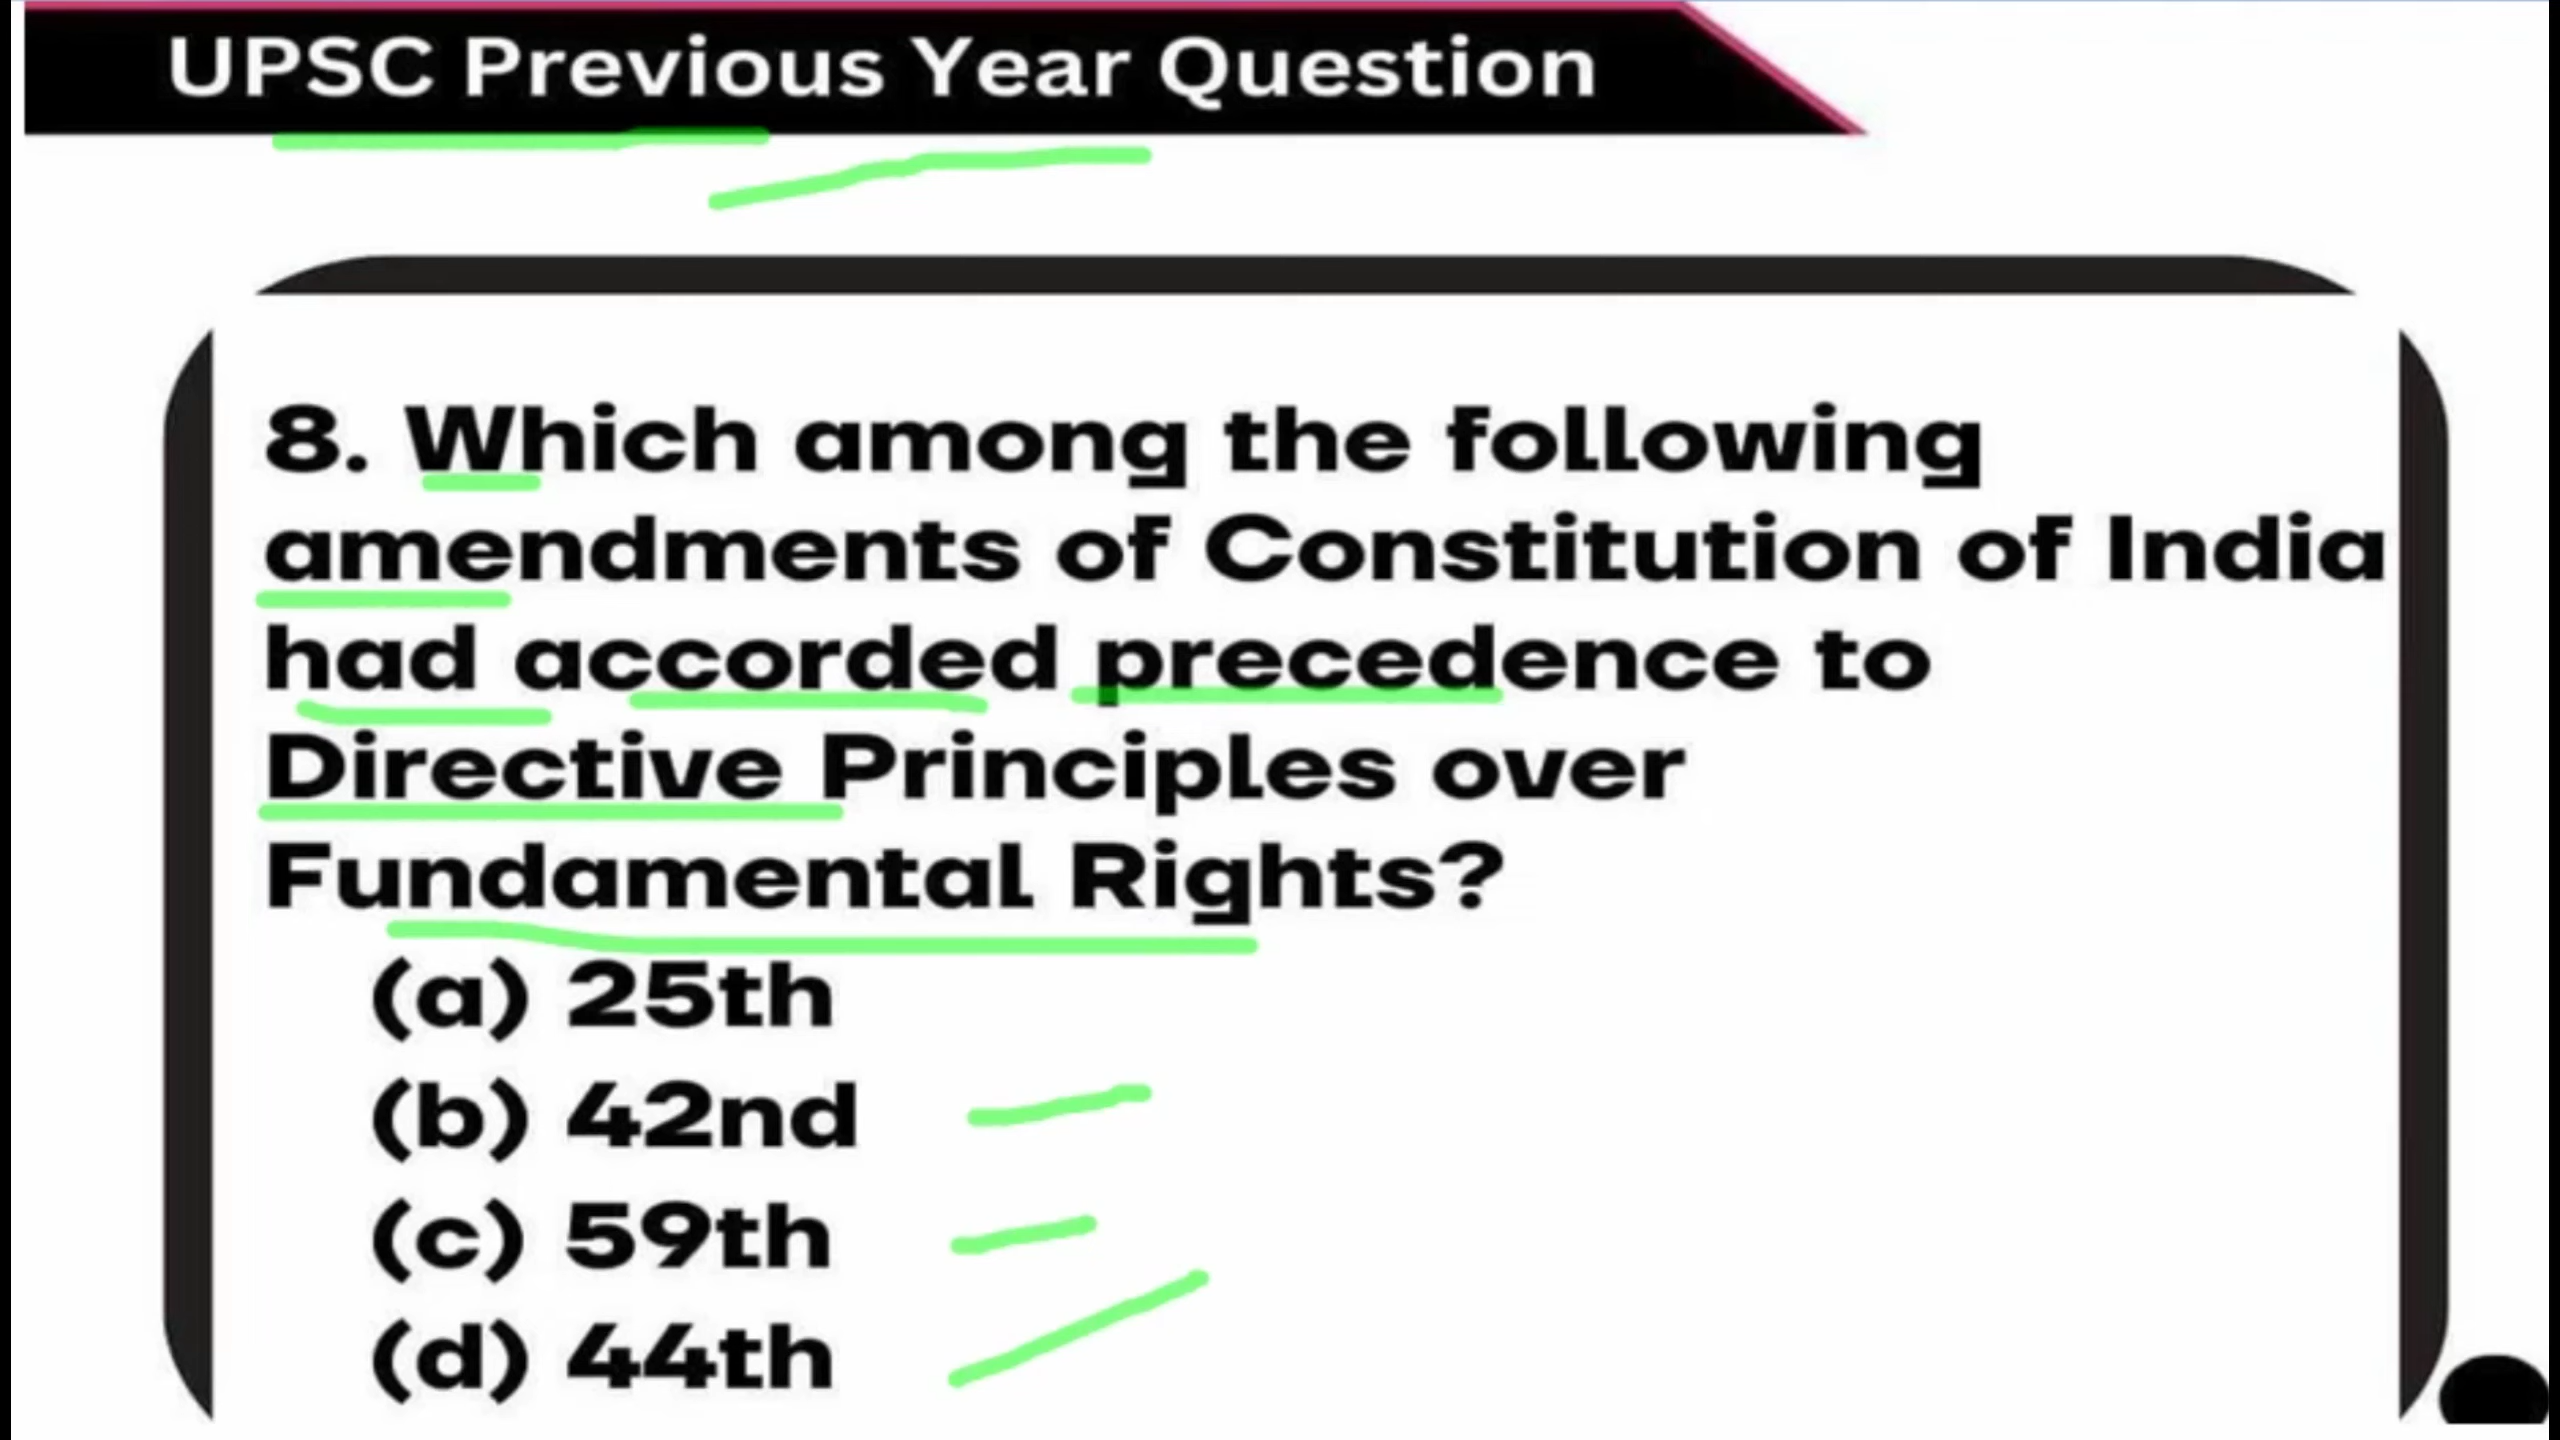 UPSC Previous Year Question
8. Which among the following
amendments of Constitution of India
had accorded precedence to
Directive Principles over
Fundamental Rights?
(a) 25th
(b) 42nd
(c) 59th
(d) 44th